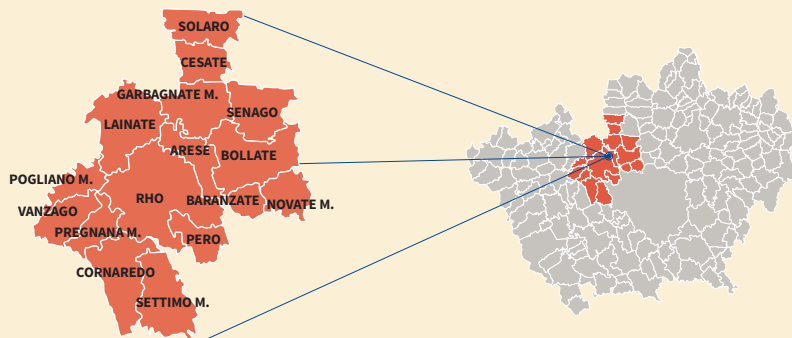 SOLARO
CESATE
GARBAGNATE M.
SENAGO
LAINATE
ARESE
BOLLATE
POGLIANO M.
RHO
BARANZATE
NOVATE M.
VANZAGO
PREGNANA M.
PERO
CORNAREDO
SETTIMO M.